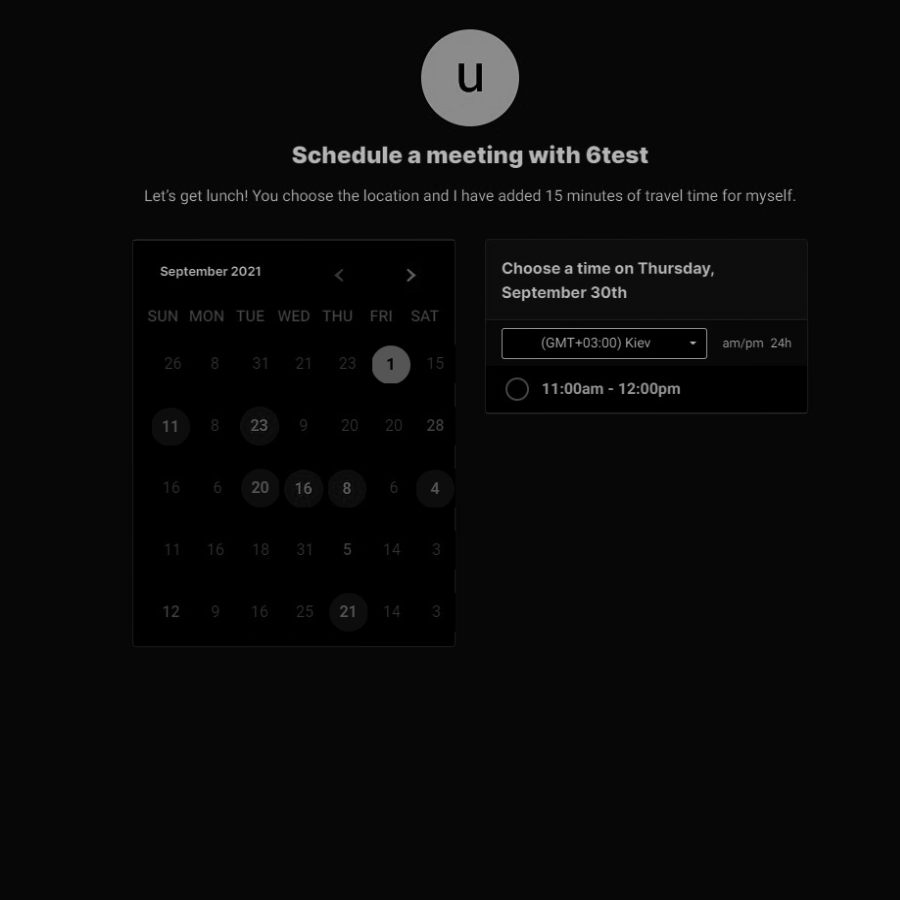 u
Schedule a meeting with 6test
Let's get lunch! You choose the location and I have added 15 minutes of travel time for myself.
September 2021
SUN MON TUE WED THU FRI SAT
26 8 31 21 23 1 15
11 8 23 9 20 20 28
16 6 20 16 8 6 4
11 16 18 31 5 14 3
12 9 16 25 21 14 3
Choose a time on Thursday,
September 30th
(GMT+03:00) Kiev am/pm 24h
11:00am - 12:00pm